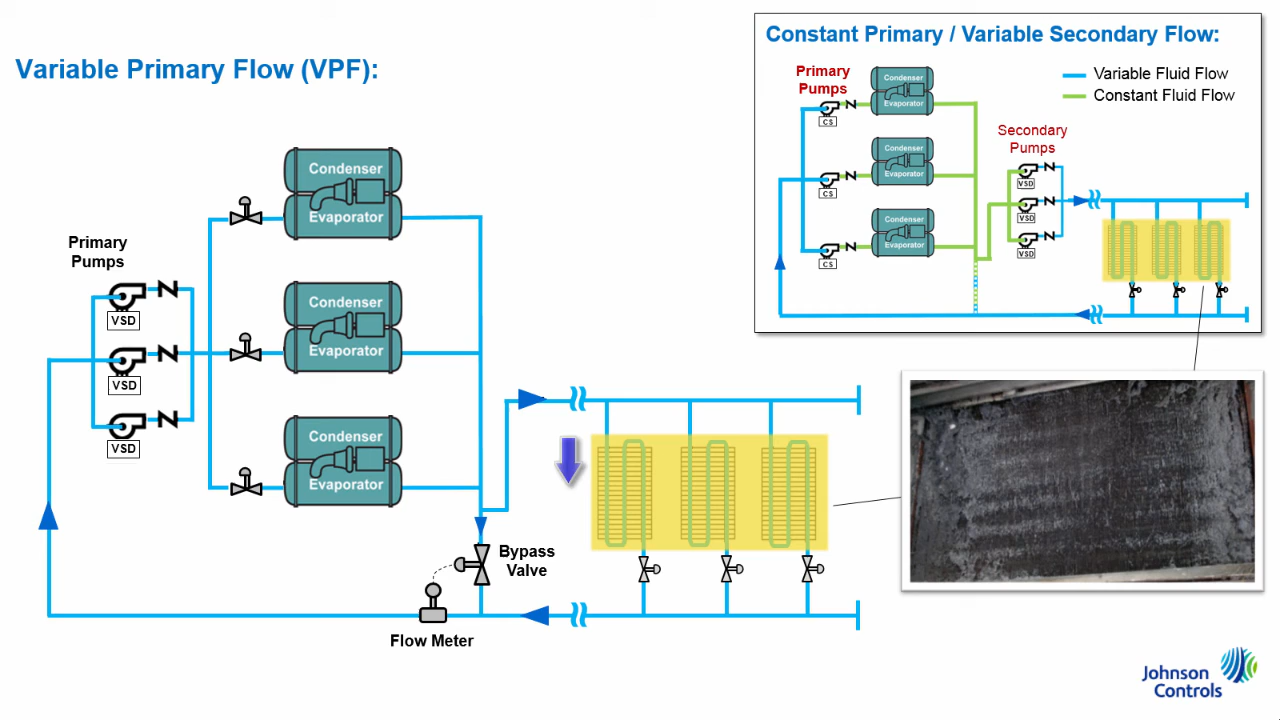 Variable Primary Flow (VPF):
Constant Primary / Variable Secondary Flow:
Primary
Pumps
Condenser
Evaporator
Variable Fluid Flow
Constant Fluid Flow
CS
Secondary
Pumps
Condenser
Evaporator
VSD
CS
VSD
Condenser
Evaporator
VSD
CS
Condenser
Evaporator
Primary
Pumps
VSD
Condenser
Evaporator
VSD
Condenser
Evaporator
VSD
Bypass
Valve
Flow Meter
Johnson
Controls